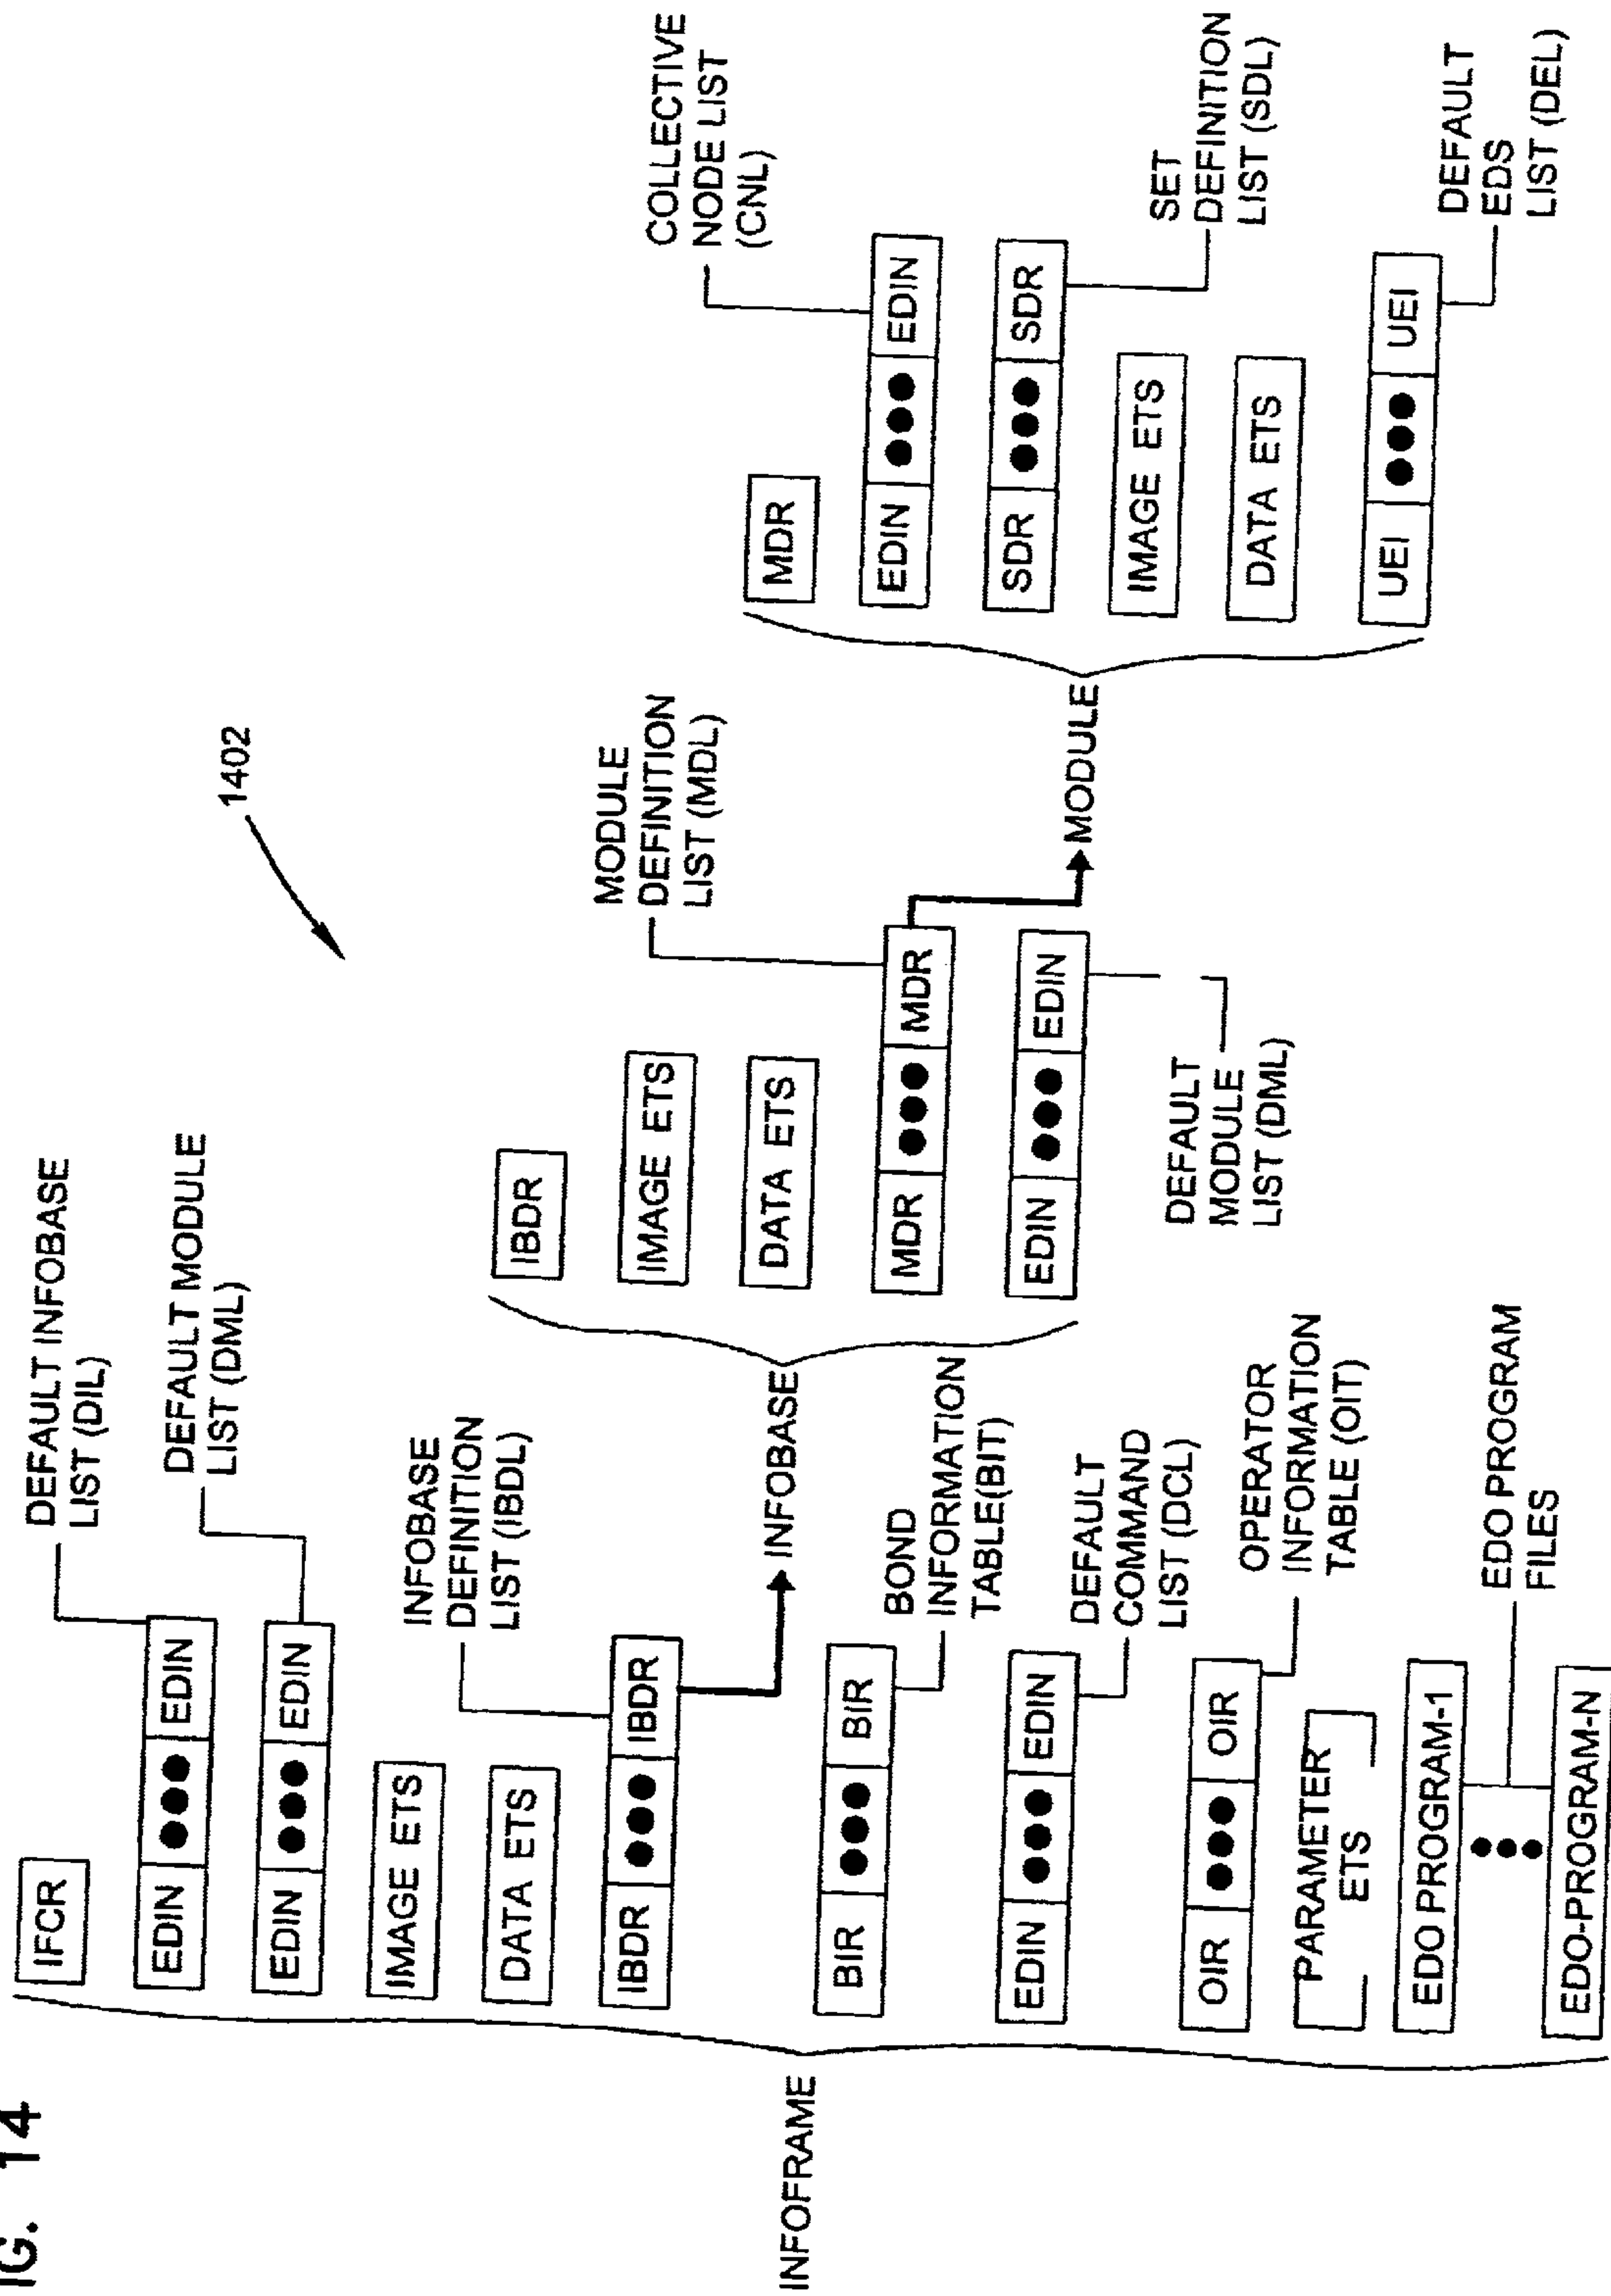 IG. 14
1402
INFOFRAME
IFCR
EDIN EDIN
DEFAULT INFOBASE
LIST (DIL)
EDIN EDIN
DEFAULT MODULE
LIST (DML)
IMAGE ETS
DATA ETS
IBDR IBDR
INFOBASE
DEFINITION
LIST (IBDL)
BIR BIR
BOND
INFORMATION
TABLE(BIT)
EDIN EDIN
DEFAULT
COMMAND
LIST (DCL)
OIR OIR
OPERATOR
INFORMATION
TABLE (OIT)
PARAMETER
ETS
EDO PROGRAM-1
EDO-PROGRAM-N
EDO PROGRAM
FILES
INFOBASE
IBDR
IMAGE ETS
DATA ETS
MDR MDR
MODULE
DEFINITION
LIST (MDL)
EDIN EDIN
DEFAULT
MODULE
LIST (DML)
MODULE
MDR
EDIN EDIN
COLLECTIVE
NODE LIST
(CNL)
SDR SDR
SET
DEFINITION
LIST (SDL)
IMAGE ETS
DATA ETS
UEI UEI
DEFAULT
EDS
LIST (DEL)